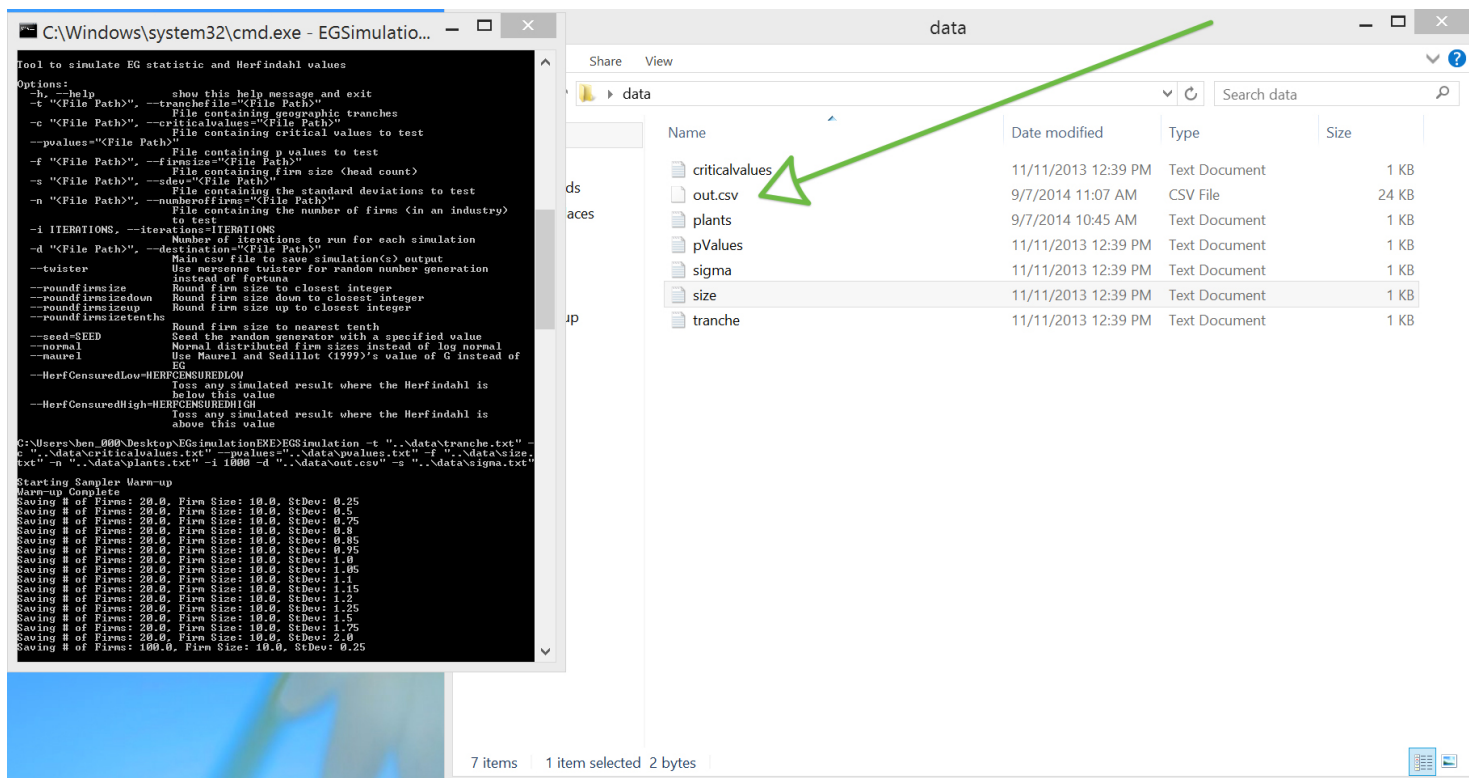 C:\Windows\system32\cmd.exe - EGSimulatio...
Tool to simulate EG statistic and Herfindahl values
Options:
-h, --help show this help message and exit
-t "<File Path>", --tranchefile="<File Path>"
File containing geographic tranches
-c "<File Path>", --criticalvalues="<File Path>"
File containing critical values to test
--pvalues="<File Path>"
File containing p values to test
-f "<File Path>", --firmsize="<File Path>"
File containing firm size (head count)
-s "<File Path>", --sdev="<File Path>"
File containing the standard deviations to test
-n "<File Path>", --numberoffirms="<File Path>"
File containing the number of firms (in an industry)
to test
-i ITERATIONS, --iterations=ITERATIONS
Number of iterations to run for each simulation
-d "<File Path>", --destination="<File Path>"
Main csv file to save simulation(s) output
--twister Use mersenne twister for random number generation
instead of fortuna
--roundfirmsize Round firm size to closest integer
--roundfirmsizedown Round firm size down to closest integer
--roundfirmsizeup Round firm size up to closest integer
--roundfirmsizetenths
Round firm size to nearest tenth
--seed=SEED Seed the random generator with a specified value
--normal Normal distributed firm sizes instead of log normal
--maurel Use Maurel and Sedillot (1999)'s value of G instead of
EG
--HerfCensuredLow=HERFCENSUREDLOW
Toss any simulated result where the Herfindahl is
below this value
--HerfCensuredHigh=HERFCENSUREDHIGH
Toss any simulated result where the Herfindahl is
above this value
C:\Users\ben_000\Desktop\EGsimulationEXE>EGSimulation -t "..\data\tranche.txt" -
c "..\data\criticalvalues.txt" --pvalues="..\data\pvalues.txt" -f "..\data\size.
txt" -n "..\data\plants.txt" -i 1000 -d "..\data\out.csv" -s "..\data\sigma.txt"
Starting Sampler Warm-up
Warm-up Complete
Saving # of Firms: 20.0, Firm Size: 10.0, StDev: 0.25
Saving # of Firms: 20.0, Firm Size: 10.0, StDev: 0.5
Saving # of Firms: 20.0, Firm Size: 10.0, StDev: 0.75
Saving # of Firms: 20.0, Firm Size: 10.0, StDev: 0.8
Saving # of Firms: 20.0, Firm Size: 10.0, StDev: 0.85
Saving # of Firms: 20.0, Firm Size: 10.0, StDev: 0.95
Saving # of Firms: 20.0, Firm Size: 10.0, StDev: 1.0
Saving # of Firms: 20.0, Firm Size: 10.0, StDev: 1.05
Saving # of Firms: 20.0, Firm Size: 10.0, StDev: 1.1
Saving # of Firms: 20.0, Firm Size: 10.0, StDev: 1.15
Saving # of Firms: 20.0, Firm Size: 10.0, StDev: 1.2
Saving # of Firms: 20.0, Firm Size: 10.0, StDev: 1.25
Saving # of Firms: 20.0, Firm Size: 10.0, StDev: 1.5
Saving # of Firms: 20.0, Firm Size: 10.0, StDev: 1.75
Saving # of Firms: 20.0, Firm Size: 10.0, StDev: 2.0
Saving # of Firms: 100.0, Firm Size: 10.0, StDev: 0.25
data
Share View
data Search data
Name Date modified Type Size
criticalvalues 11/11/2013 12:39 PM Text Document 1 KB
out.csv 9/7/2014 11:07 AM CSV File 24 KB
plants 9/7/2014 10:45 AM Text Document 1 KB
pValues 11/11/2013 12:39 PM Text Document 1 KB
sigma 11/11/2013 12:39 PM Text Document 1 KB
size 11/11/2013 12:39 PM Text Document 1 KB
tranche 11/11/2013 12:39 PM Text Document 1 KB
ds
aces
up
7 items 1 item selected 2 bytes